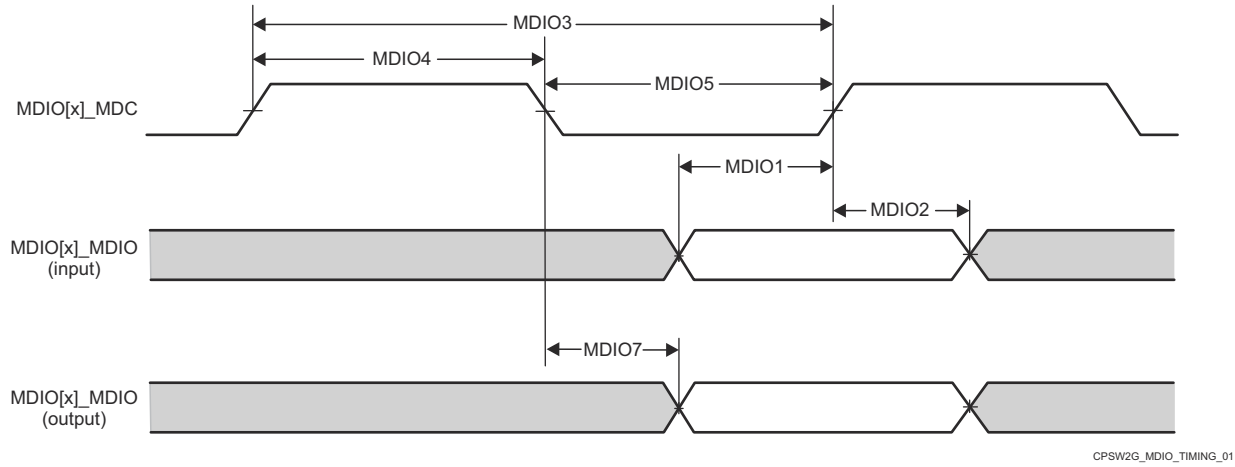 MDIO3
MDIO4
MDIO5
MDIO[x]_MDC
MDIO1
MDIO2
MDIO[x]_MDIO
(input)
MDIO7
MDIO[x]_MDIO
(output)
CPSW2G_MDIO_TIMING_01